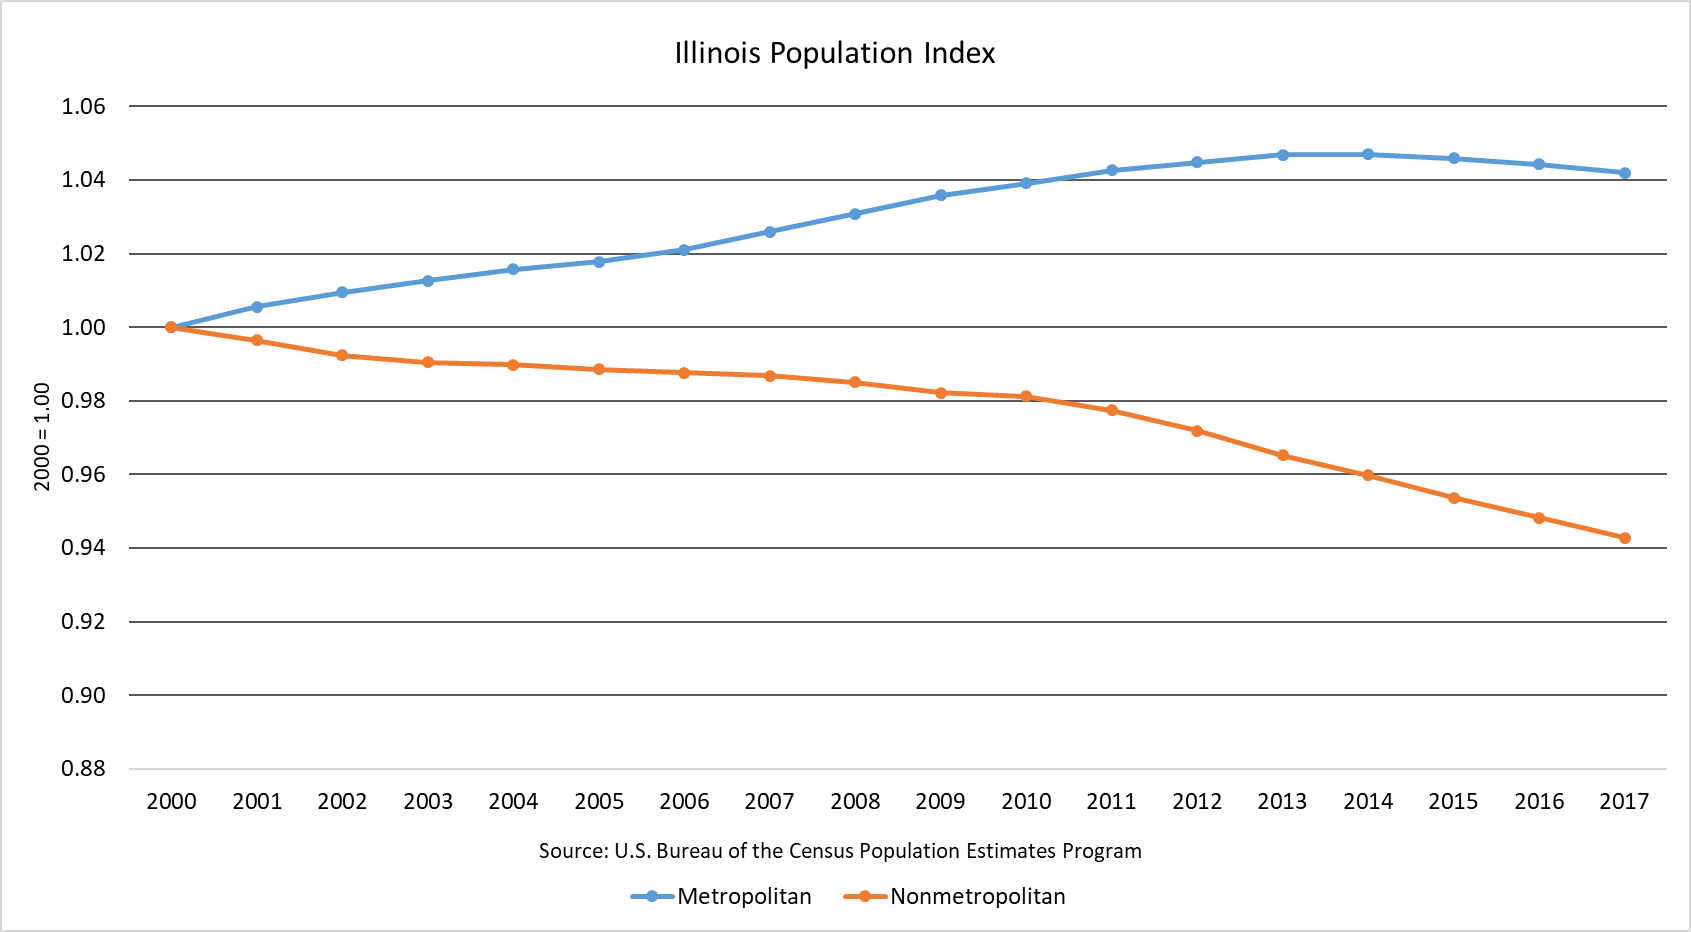 Illinois Population Index
1.06
1.04
1.02
1.00
0.98
0.96
0.94
0.92
0.90
0.88
2000 = 1.00
2000 2001 2002 2003 2004 2005 2006 2007 2008 2009 2010 2011 2012 2013 2014 2015 2016 2017
Source: U.S. Bureau of the Census Population Estimates Program
Metropolitan Nonmetropolitan